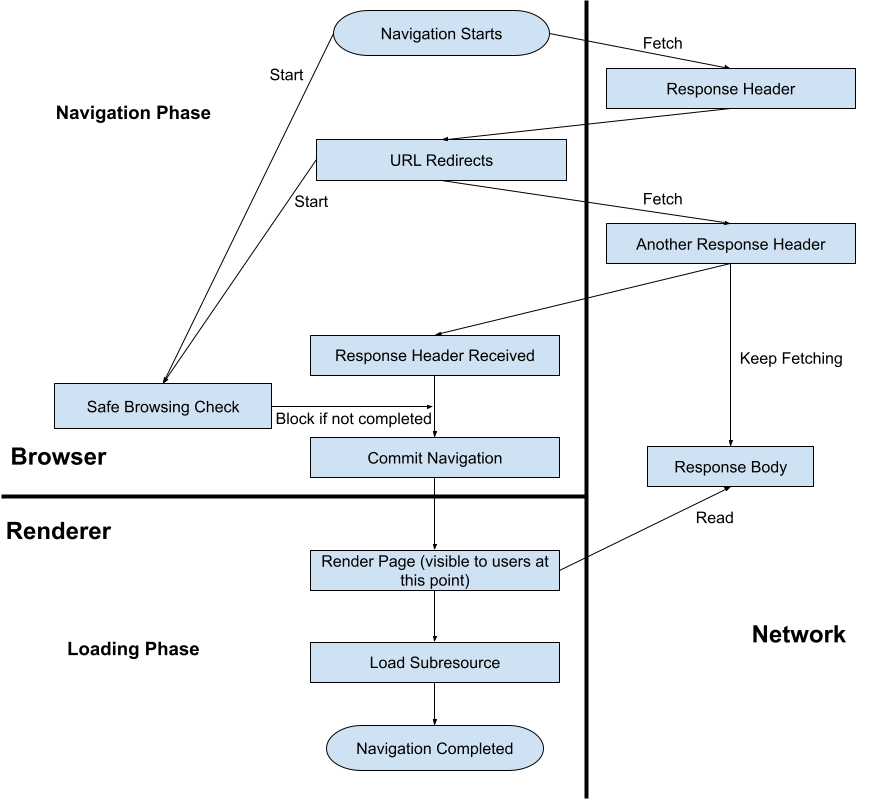 Navigation Starts
Fetch
Start
Response Header
Navigation Phase
URL Redirects
Start
Fetch
Another Response Header
Response Header Received
Keep Fetching
Safe Browsing Check
Block if not completed
Browser
Commit Navigation
Response Body
Read
Renderer
Render Page (visible to users at
this point)
Network
Loading Phase
Load Subresource
Navigation Completed